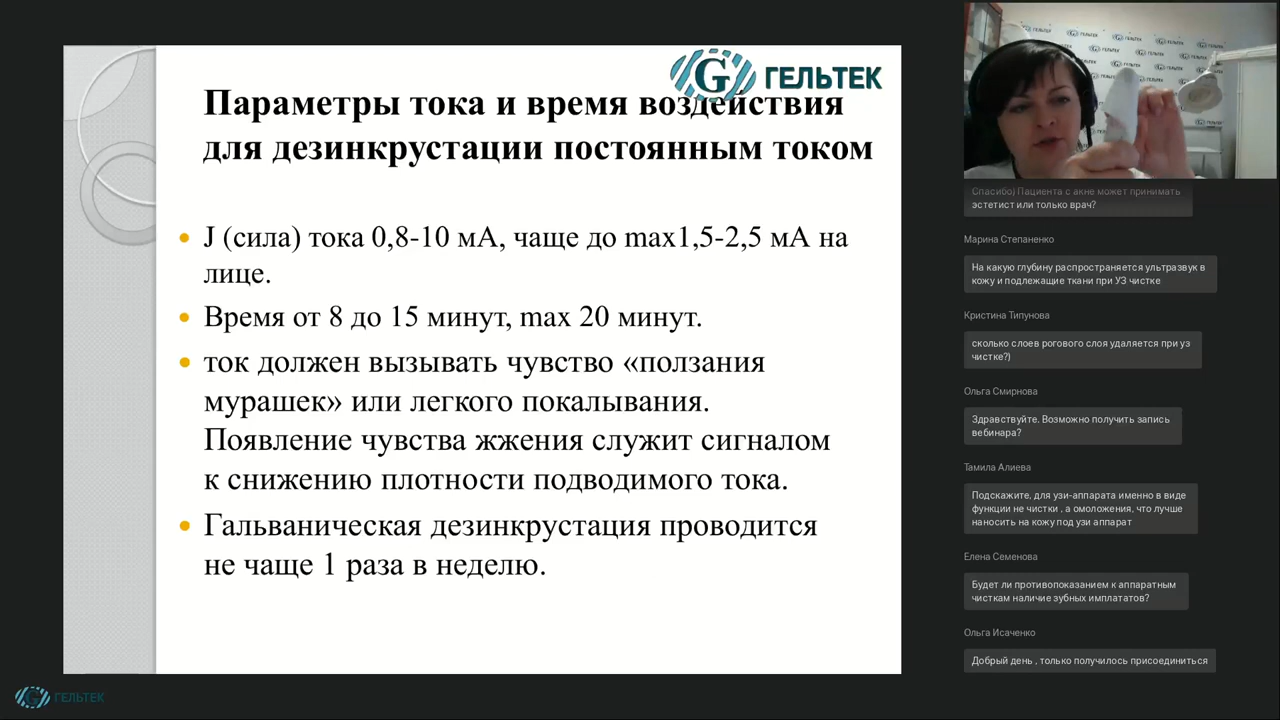 ГЕЛЬТЕК
Параметры тока и время воздействия
для дезинкрустации постоянным током
J (сила) тока 0,8-10 мА, чаще до max1,5-2,5 мА на
лице.
Время от 8 до 15 минут, max 20 минут.
ток должен вызывать чувство «ползания
мурашек» или легкого покалывания.
Появление чувства жжения служит сигналом
к снижению плотности подводимого тока.
Гальваническая дезинкрустация проводится
не чаще 1 раза в неделю.
Спасибо) Пациента с акне может принимать
эстетист или только врач?
Марина Степаненко
На какую глубину распространяется ультразвук в
кожу и подлежащие ткани при УЗ чистке
Кристина Типунова
сколько слоев рогового слоя удаляется при уз
чистке?)
Ольга Смирнова
Здравствуйте. Возможно получить запись
вебинара?
Тамила Алиева
Подскажите, для узи-аппарата именно в виде
функции не чистки , а омоложения, что лучше
наносить на кожу под узи аппарат
Елена Семенова
Будет ли противопоказанием к аппаратным
чисткам наличие зубных имплататов?
Ольга Исаченко
Добрый день , только получилось присоединиться
ГЕЛЬТЕК